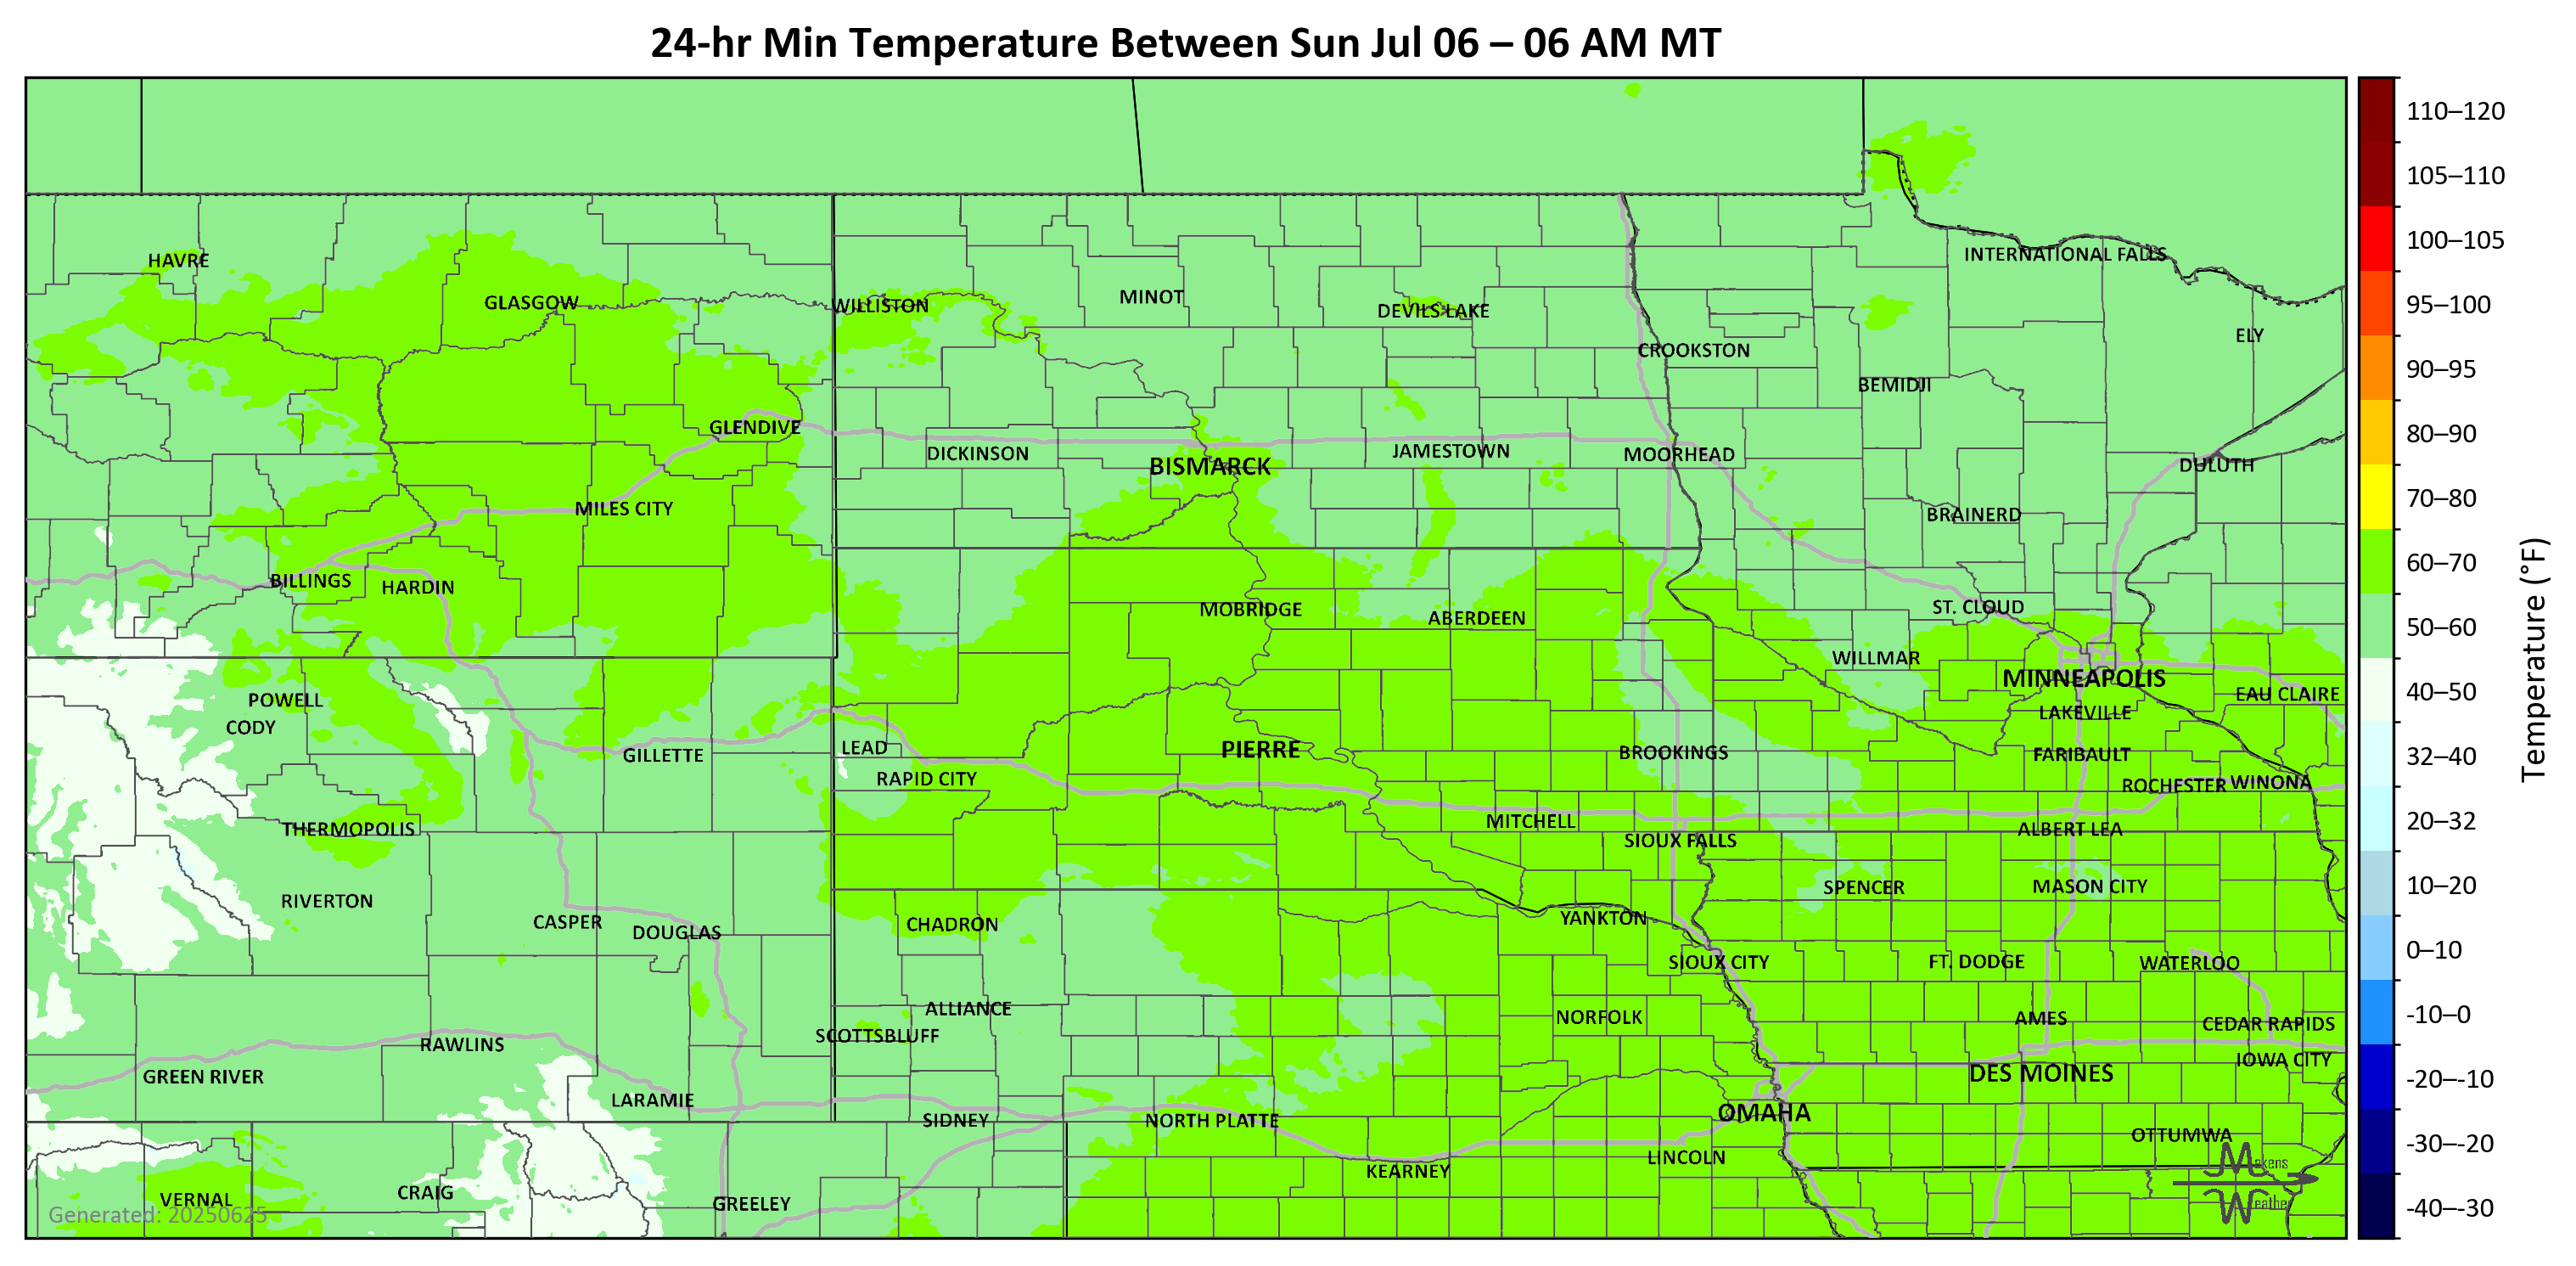 24-hr Min Temperature Between Sun Jul 06 – 06 AM MT
110–120
105–110
100–105
95–100
90–95
80–90
70–80
60–70
50–60
40–50
32–40
20–32
10–20
0–10
-10–0
-20–-10
-30–-20
-40–-30
Temperature (°F)
HAVRE
INTERNATIONAL FALLS
GLASGOW
WILLISTON
MINOT
DEVILS LAKE
ELY
CROOKSTON
BEMIDJI
GLENDIVE
DICKINSON
BISMARCK
JAMESTOWN
MOORHEAD
DULUTH
MILES CITY
BRAINERD
BILLINGS
HARDIN
MOBRIDGE
ABERDEEN
ST. CLOUD
WILLMAR
MINNEAPOLIS
POWELL
EAU CLAIRE
CODY
LAKEVILLE
GILLETTE
LEAD
PIERRE
BROOKINGS
FARIBAULT
RAPID CITY
ROCHESTER
WINONA
THERMOPOLIS
MITCHELL
SIOUX FALLS
ALBERT LEA
RIVERTON
SPENCER
MASON CITY
CASPER
DOUGLAS
CHADRON
YANKTON
SIOUX CITY
FT. DODGE
WATERLOO
ALLIANCE
NORFOLK
AMES
CEDAR RAPIDS
SCOTTSBLUFF
RAWLINS
IOWA CITY
GREEN RIVER
DES MOINES
LARAMIE
SIDNEY
NORTH PLATTE
OMAHA
OTTUMWA
LINCOLN
KEARNEY
VERNAL
CRAIG
GREELEY
Makens
Weather
Generated: 20250625